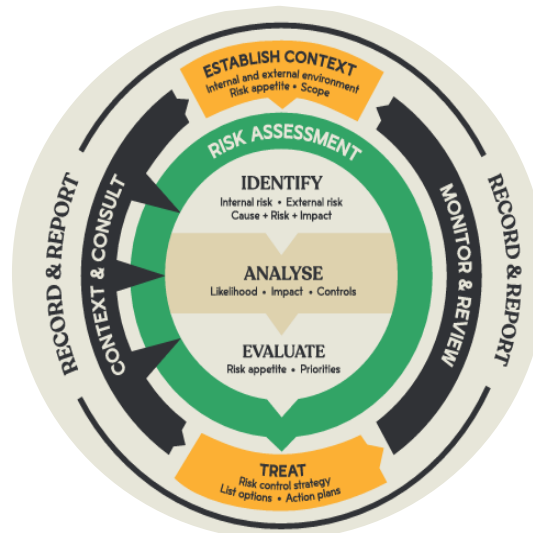 ESTABLISH CONTEXT
Internal and external environment
Risk appetite • Scope
RISK ASSESSMENT
IDENTIFY
Internal risk • External risk
Cause + Risk + Impact
ANALYSE
Likelihood • Impact • Controls
EVALUATE
Risk appetite • Priorities
TREAT
Risk control strategy
List options • Action plans
CONTEXT & CONSULT
MONITOR & REVIEW
RECORD & REPORT
RECORD & REPORT